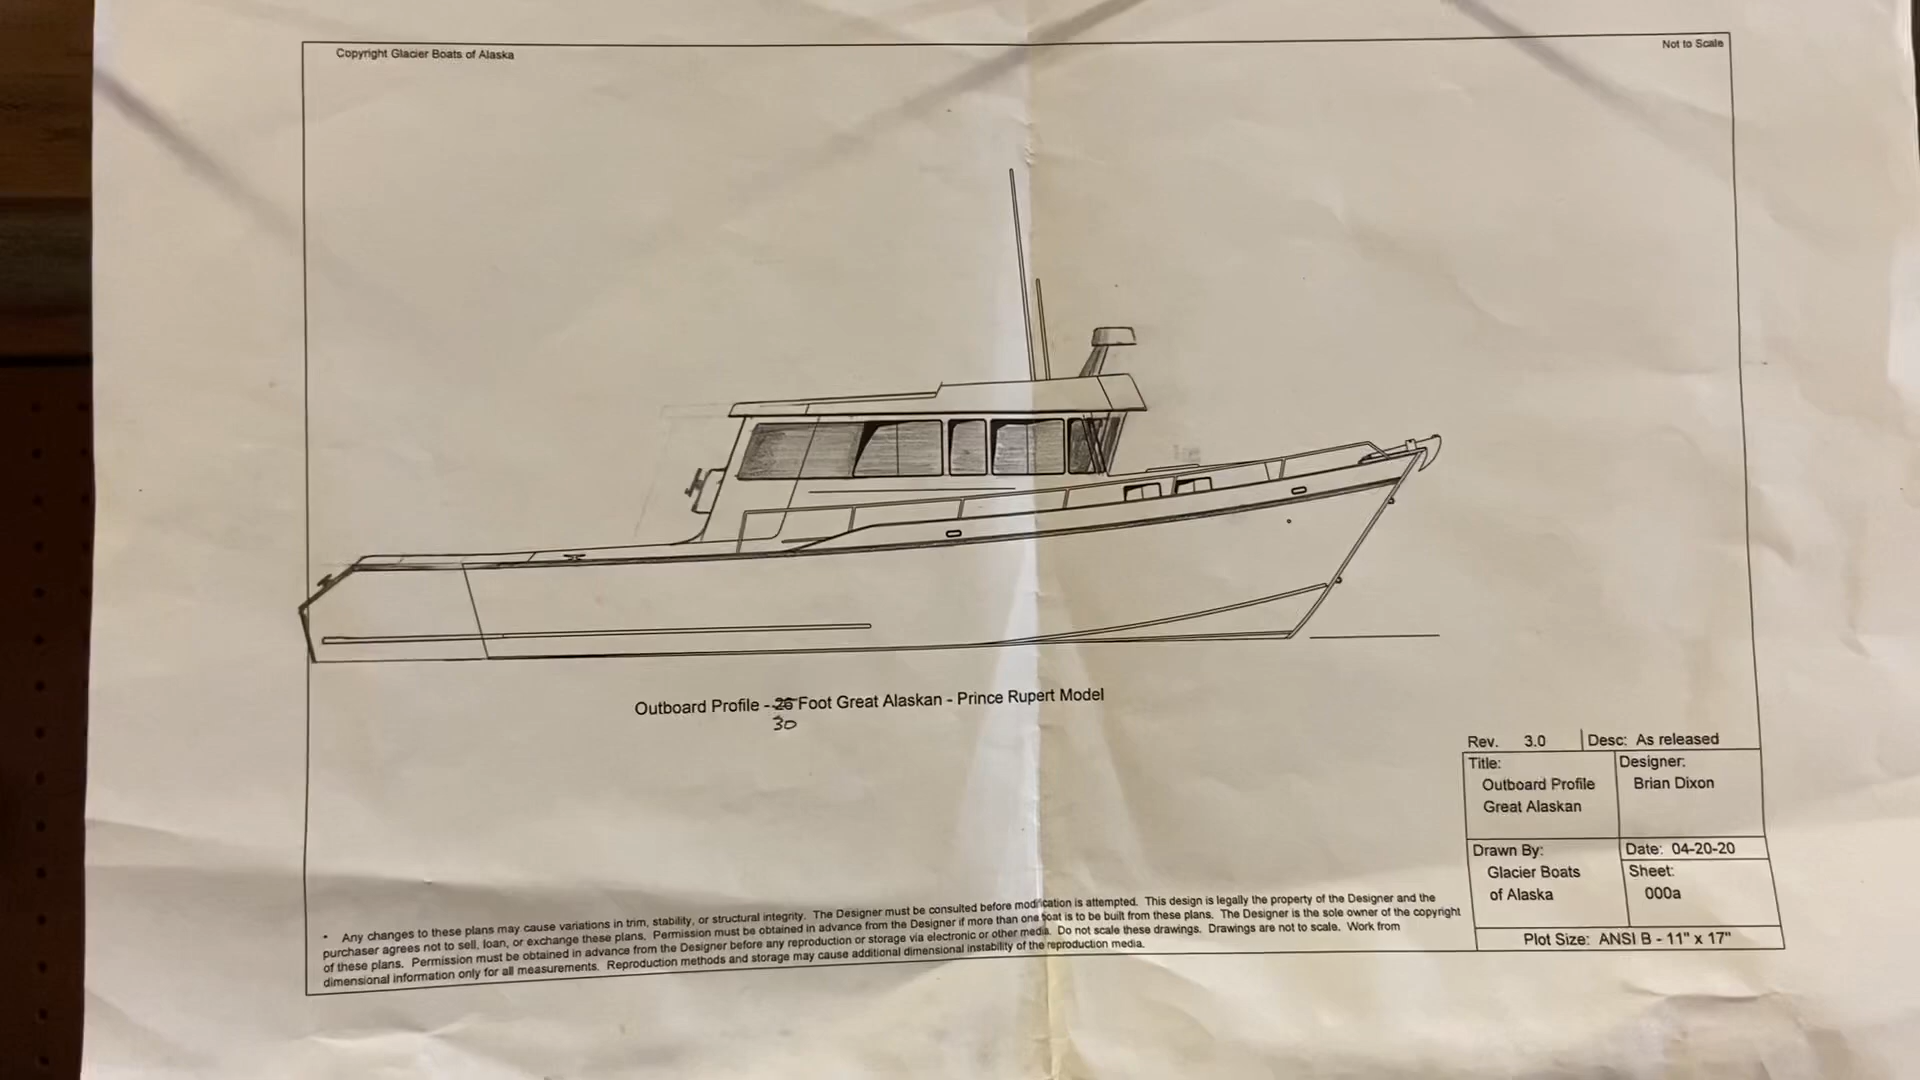 Copyright Glacier Boats of Alaska
Not to Scale
Outboard Profile - 26 Foot Great Alaskan - Prince Rupert Model
30
Rev. 3.0 Desc: As released
Title:
Outboard Profile
Great Alaskan
Designer:
Brian Dixon
Drawn By:
Glacier Boats
of Alaska
Date: 04-20-20
Sheet:
000a
Plot Size: ANSI B - 11" x 17"
* Any changes to these plans may cause variations in trim, stability, or structural integrity. The Designer must be consulted before modification is attempted. This design is legally the property of the Designer and the
purchaser agrees not to sell, loan, or exchange these plans. Permission must be obtained in advance from the Designer if more than one boat is to be built from these plans. The Designer is the sole owner of the copyright
of these plans. Permission must be obtained in advance from the Designer before any reproduction or storage via electronic or other media. Do not scale these drawings. Drawings are not to scale. Work from
dimensional information only for all measurements. Reproduction methods and storage may cause additional dimensional instability of the reproduction media.